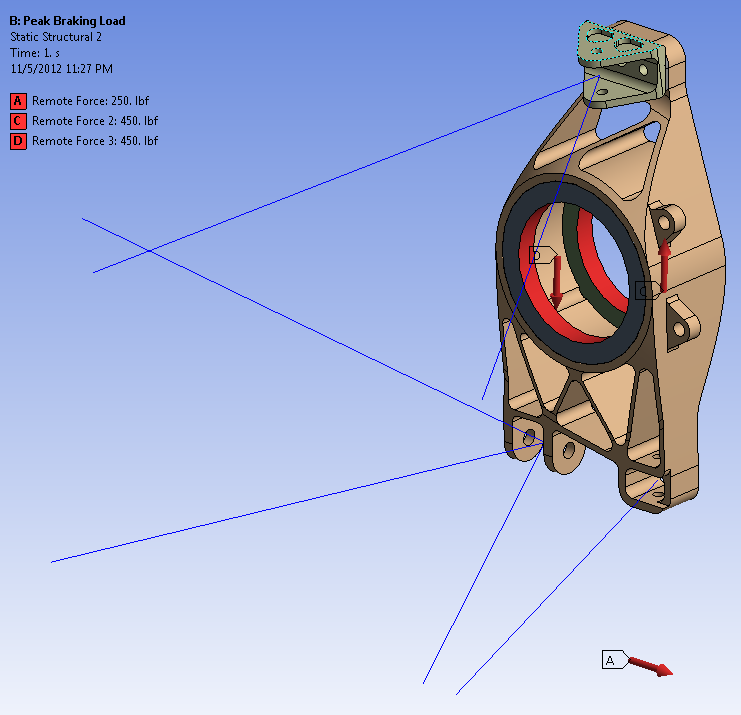 B: Peak Braking Load
Static Structural 2
Time: 1. s
11/5/2012 11:27 PM
A Remote Force: 250. lbf
C Remote Force 2: 450. lbf
D Remote Force 3: 450. lbf
D
C
A